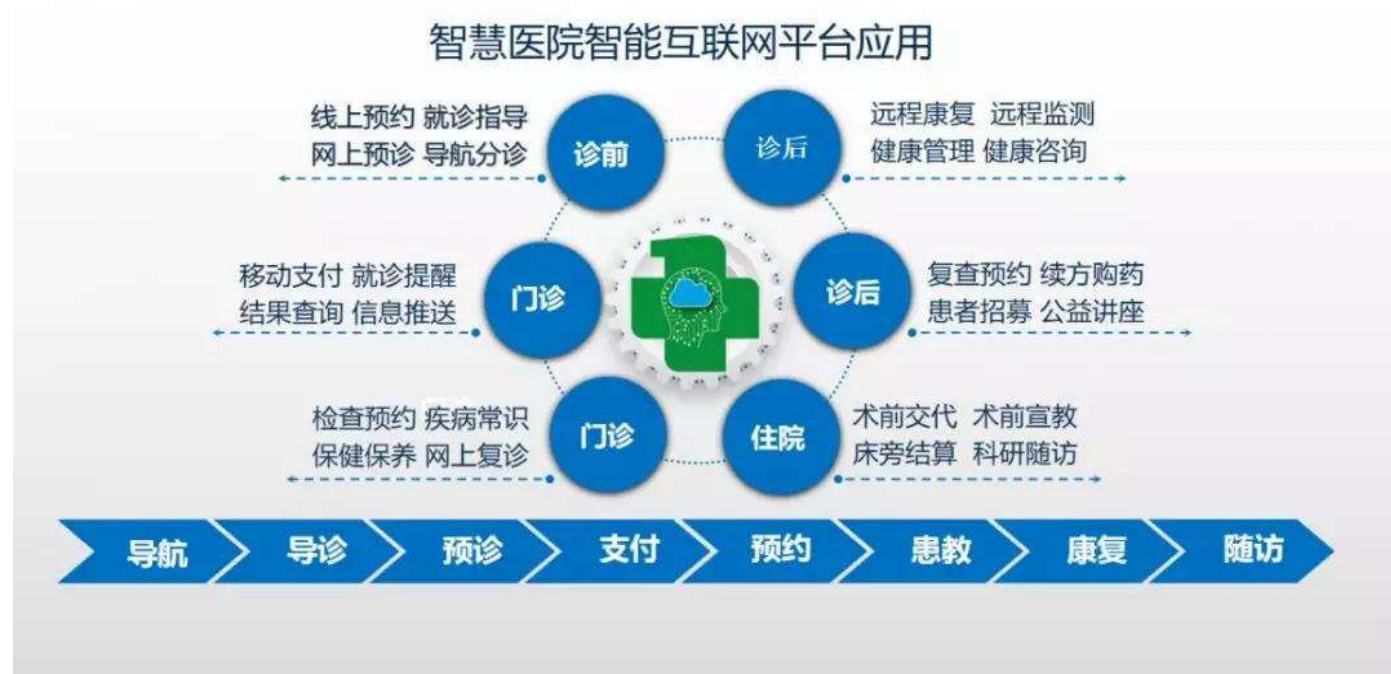 智慧医院智能互联网平台应用
线上预约 就诊指导
网上预诊 导航分诊
诊前
诊后
远程康复 远程监测
健康管理 健康咨询
移动支付 就诊提醒
结果查询 信息推送
门诊
诊后
复查预约 续方购药
患者招募 公益讲座
检查预约 疾病常识
保健保养 网上复诊
门诊
住院
术前交代 术前宣教
床旁结算 科研随访
导航 导诊 预诊 支付 预约 患教 康复 随访